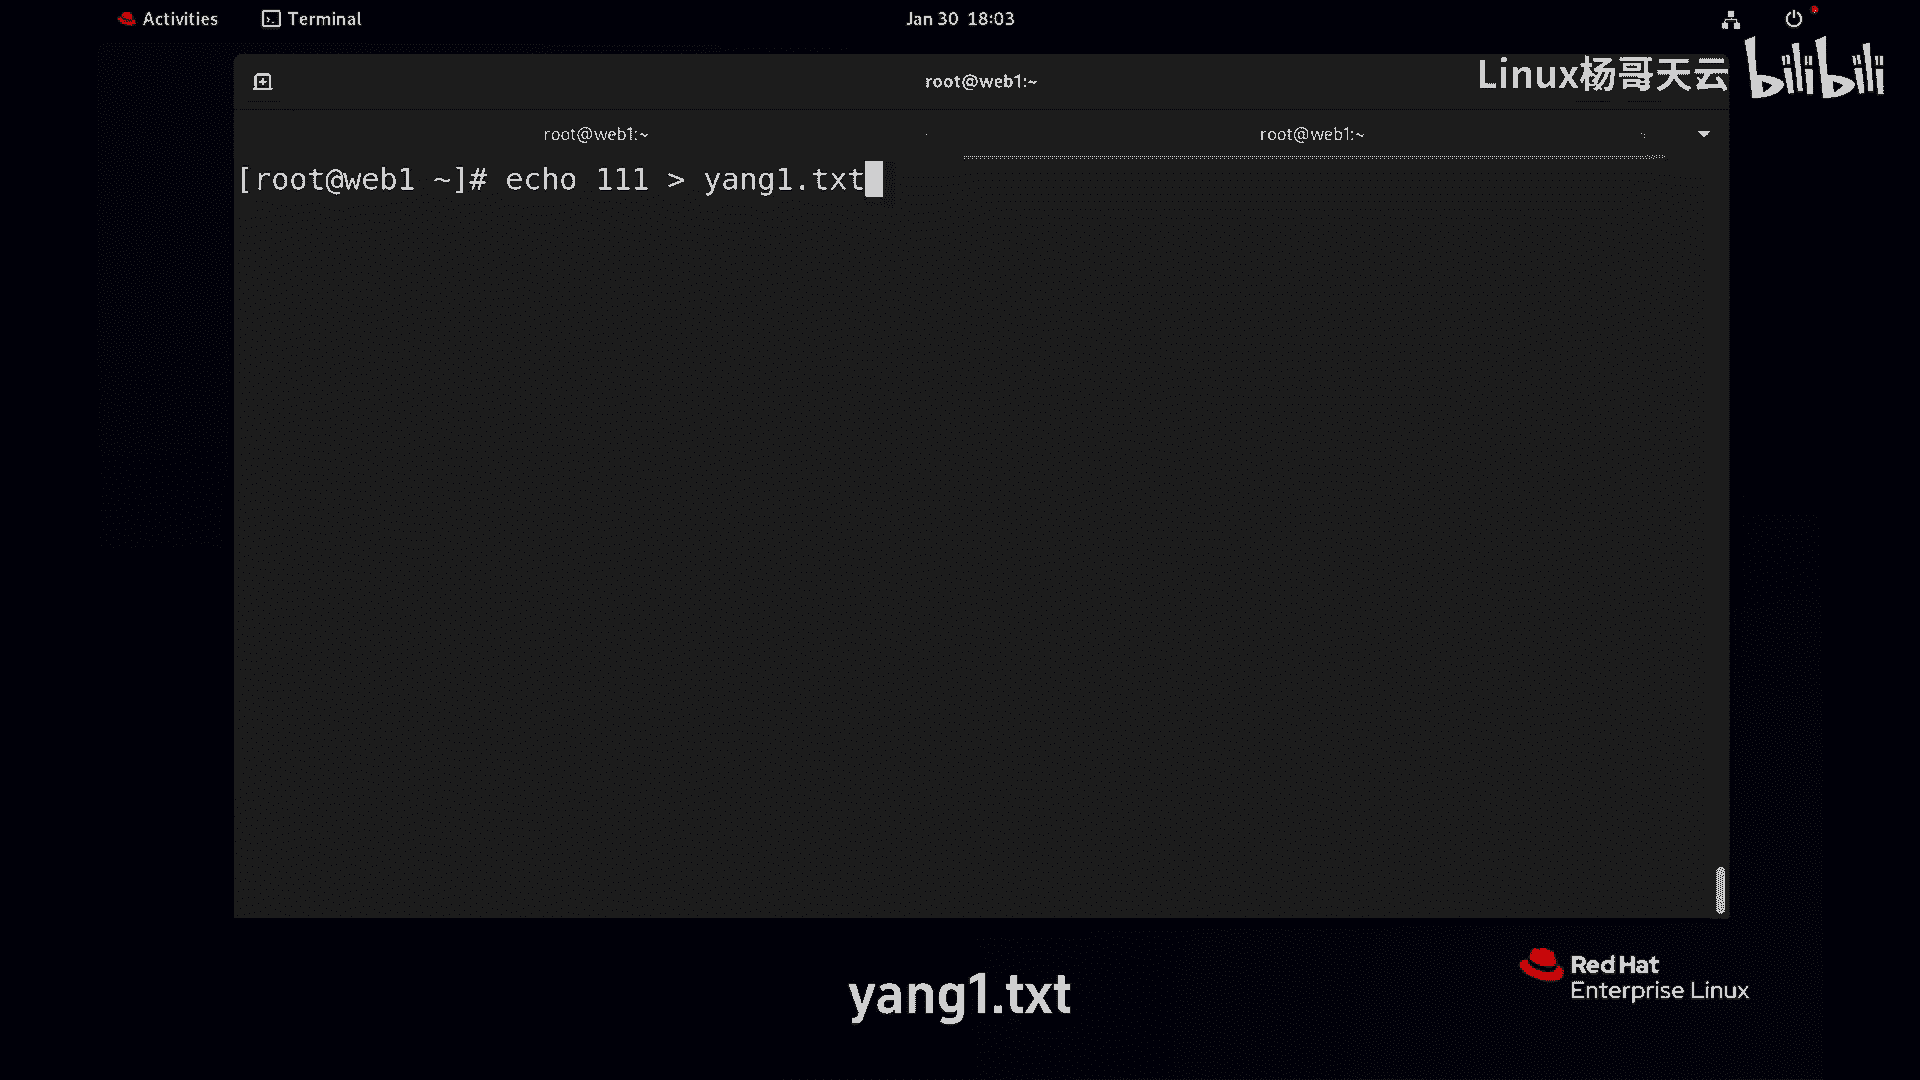 Activities Terminal Jan 30 18:03
root@web1:~
Linux杨哥天云 bilibili
root@web1:~ root@web1:~
[root@web1 ~]# echo 111 > yang1.txt
Red Hat
Enterprise Linux
yang1.txt